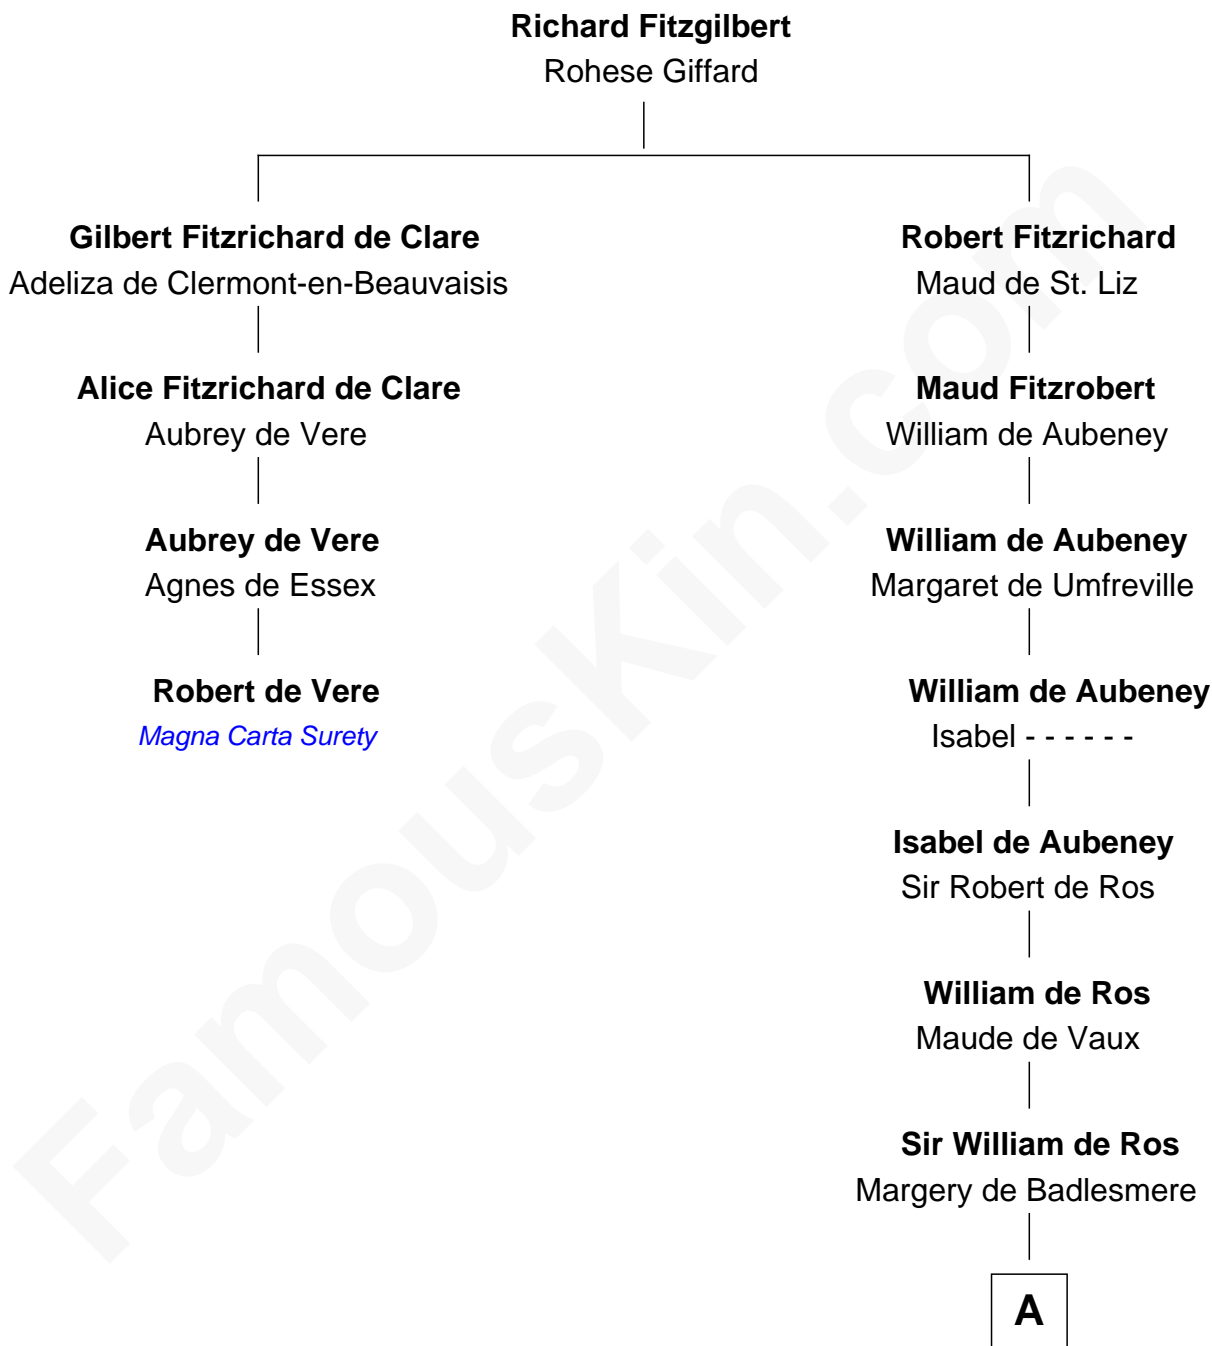 Richard Fitzgilbert
Rohese Giffard
Gilbert Fitzrichard de Clare
Adeliza de Clermont-en-Beauvaisis
Robert Fitzrichard
Maud de St. Liz
Alice Fitzrichard de Clare
Aubrey de Vere
Maud Fitzrobert
William de Aubeney
Aubrey de Vere
Agnes de Essex
William de Aubeney
Margaret de Umfreville
Robert de Vere
Magna Carta Surety
William de Aubeney
Isabel - - - - - -
Isabel de Aubeney
Sir Robert de Ros
William de Ros
Maude de Vaux
Sir William de Ros
Margery de Badlesmere
A
FamousKin.com